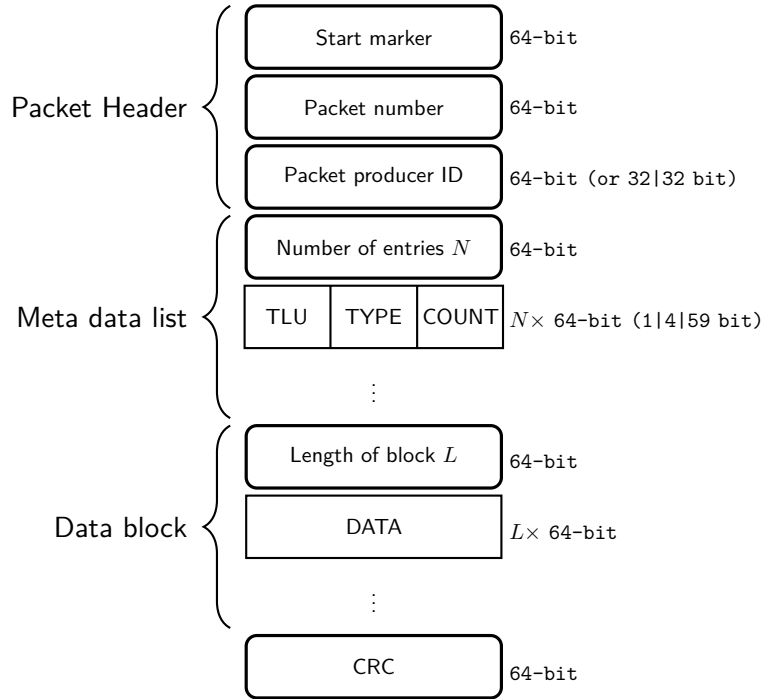 Start marker 64-bit
Packet Header Packet number 64-bit
Packet producer ID 64-bit (or 32|32 bit)
Number of entries N 64-bit
Meta data list TLU TYPE COUNT N× 64-bit (1|4|59 bit)
⋮
Length of block L 64-bit
Data block DATA L× 64-bit
⋮
CRC 64-bit